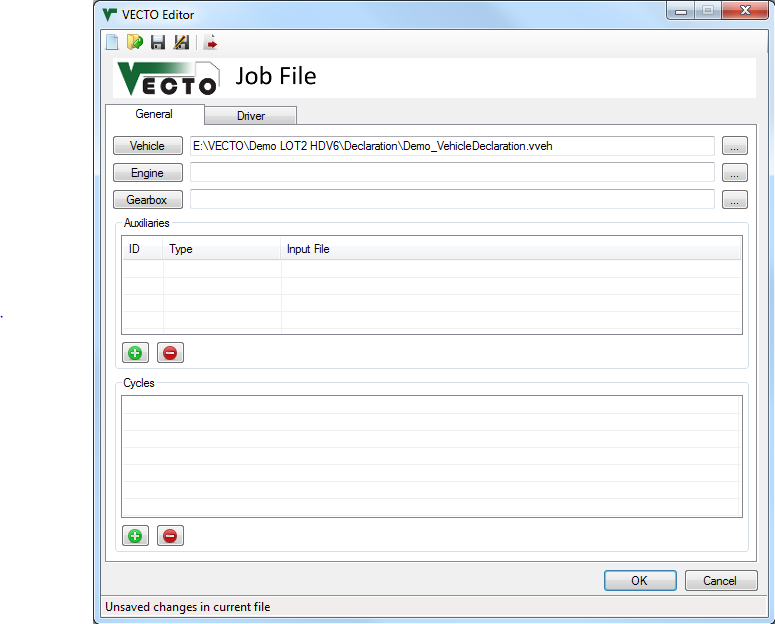 VECTO Editor
VECTO Job File
General Driver
Vehicle E:\VECTO\Demo LOT2 HDV6\Declaration\Demo_VehicleDeclaration.vveh ...
Engine ...
Gearbox ...
Auxiliaries
ID Type Input File
Cycles
OK Cancel
Unsaved changes in current file